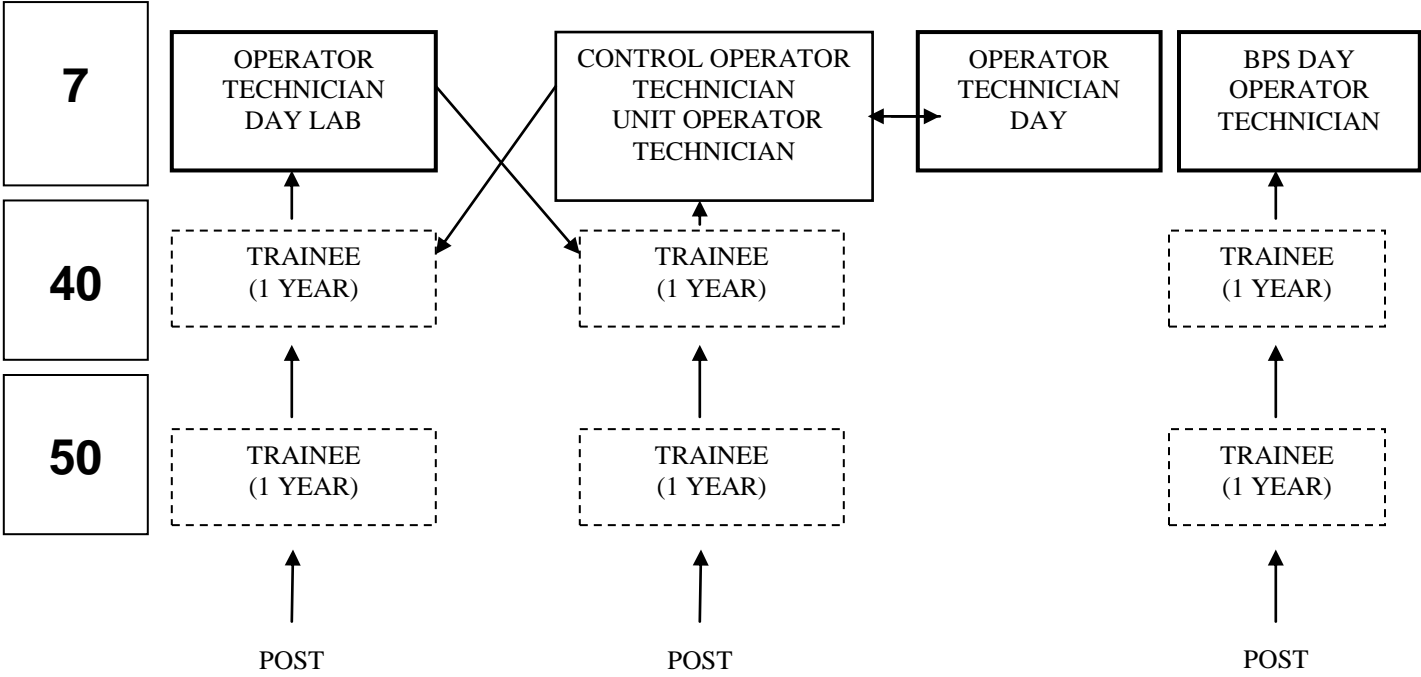 7
OPERATOR
TECHNICIAN
DAY LAB
CONTROL OPERATOR
TECHNICIAN
UNIT OPERATOR
TECHNICIAN
OPERATOR
TECHNICIAN
DAY
BPS DAY
OPERATOR
TECHNICIAN
40
TRAINEE
(1 YEAR)
TRAINEE
(1 YEAR)
TRAINEE
(1 YEAR)
50
TRAINEE
(1 YEAR)
TRAINEE
(1 YEAR)
TRAINEE
(1 YEAR)
POST
POST
POST